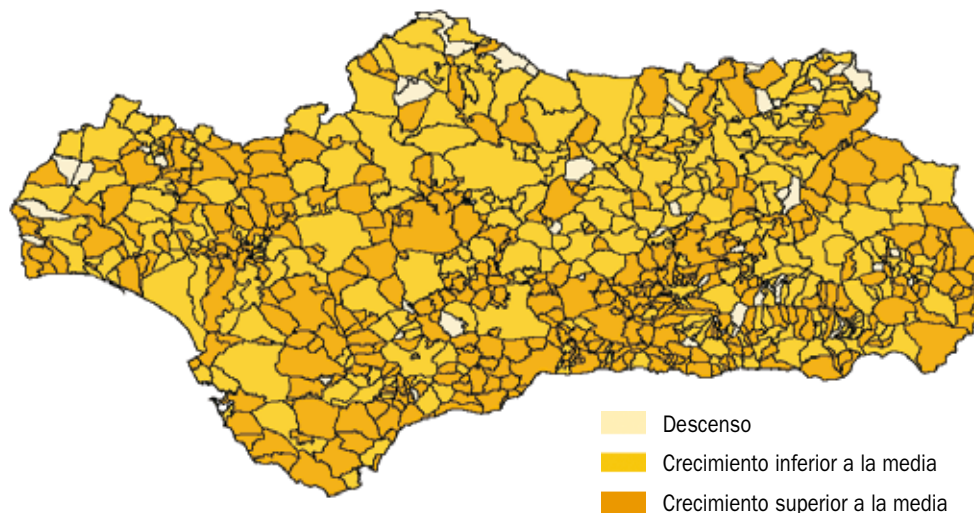 Descenso
Crecimiento inferior a la media
Crecimiento superior a la media